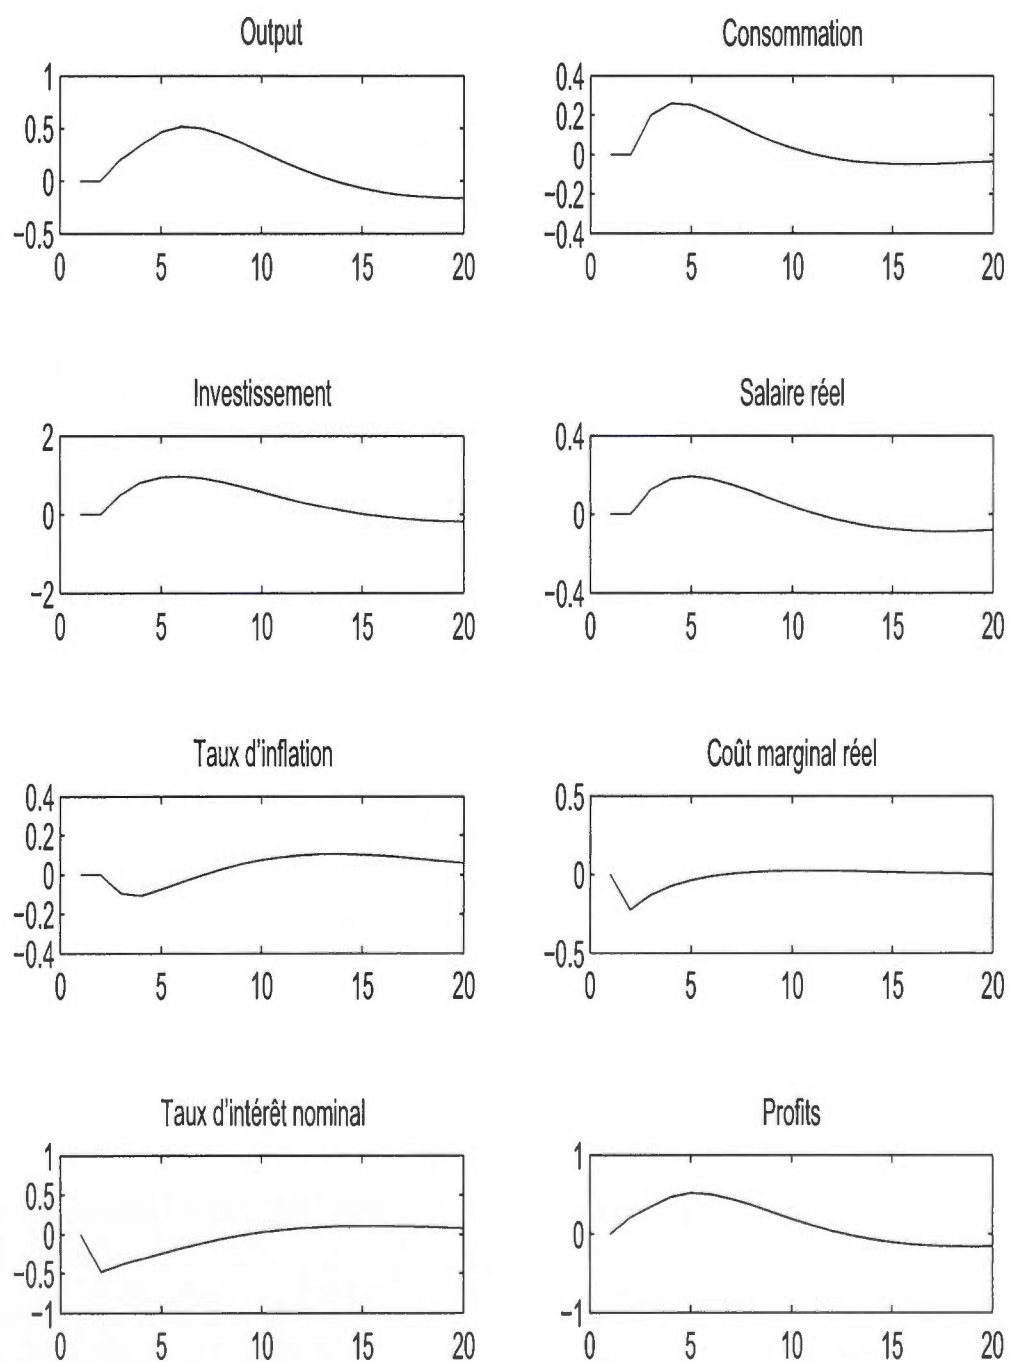 Output
1
0.5
0
−0.5
0 5 10 15 20
Consommation
0.4
0.2
0
−0.2
−0.4
0 5 10 15 20
Investissement
2
0
−2
0 5 10 15 20
Salaire réel
0.4
0
−0.4
0 5 10 15 20
Taux d'inflation
0.4
0.2
0
−0.2
−0.4
0 5 10 15 20
Coût marginal réel
0.5
0
−0.5
0 5 10 15 20
Taux d'intérêt nominal
1
0.5
0
−0.5
−1
0 5 10 15 20
Profits
1
0
−1
0 5 10 15 20